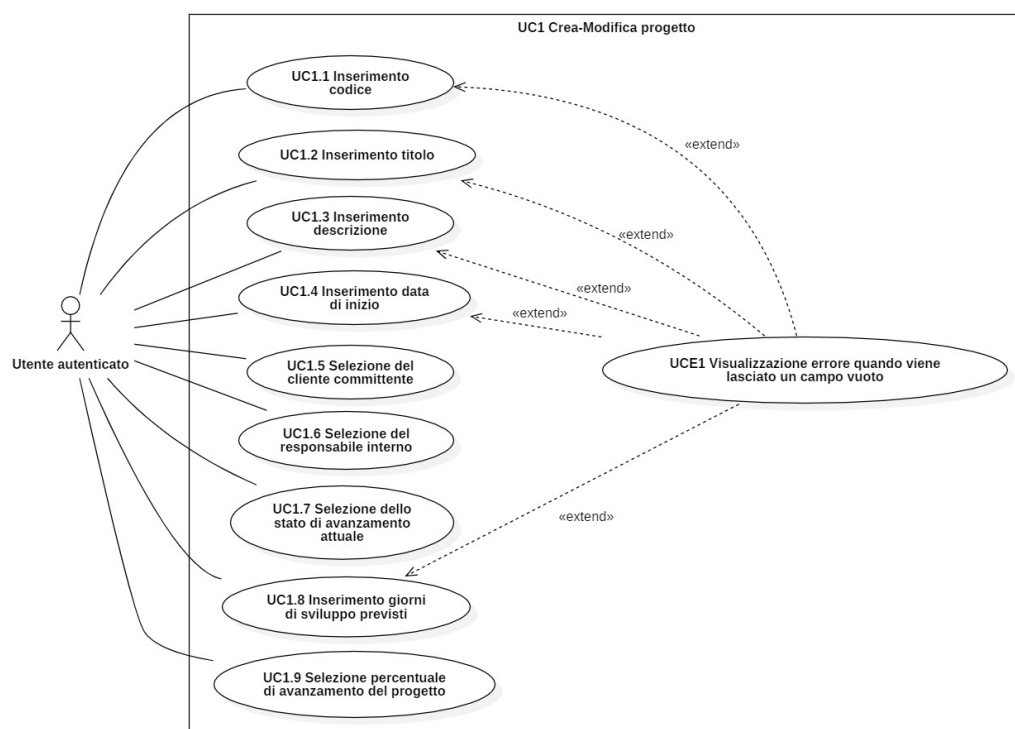 UC1 Crea-Modifica progetto
UC1.1 Inserimento
codice
«extend»
UC1.2 Inserimento titolo
UC1.3 Inserimento
descrizione
«extend»
UC1.4 Inserimento data
di inizio
«extend»
«extend»
Utente autenticato
UC1.5 Selezione del
cliente committente
UCE1 Visualizzazione errore quando viene
lasciato un campo vuoto
UC1.6 Selezione del
responsabile interno
UC1.7 Selezione dello
stato di avanzamento
attuale
«extend»
UC1.8 Inserimento giorni
di sviluppo previsti
UC1.9 Selezione percentuale
di avanzamento del progetto